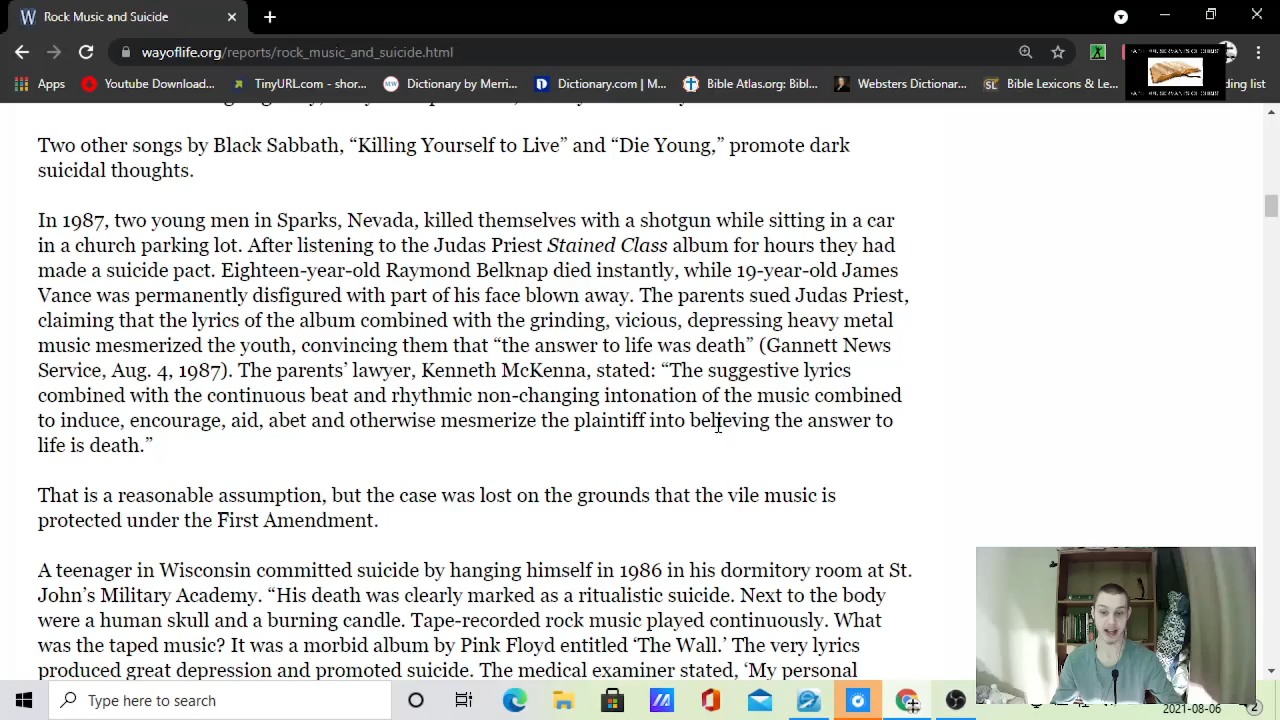 Rock Music and Suicide
wayoflife.org/reports/rock_music_and_suicide.html
Apps Youtube Download... TinyURL.com - shor... Dictionary by Merri... Dictionary.com | M... Bible Atlas.org: Bibl... Websters Dictionar... SL Bible Lexicons & Le... ding list
Two other songs by Black Sabbath, “Killing Yourself to Live” and “Die Young,” promote dark
suicidal thoughts.
In 1987, two young men in Sparks, Nevada, killed themselves with a shotgun while sitting in a car
in a church parking lot. After listening to the Judas Priest Stained Class album for hours they had
made a suicide pact. Eighteen-year-old Raymond Belknap died instantly, while 19-year-old James
Vance was permanently disfigured with part of his face blown away. The parents sued Judas Priest,
claiming that the lyrics of the album combined with the grinding, vicious, depressing heavy metal
music mesmerized the youth, convincing them that “the answer to life was death” (Gannett News
Service, Aug. 4, 1987). The parents’ lawyer, Kenneth McKenna, stated: “The suggestive lyrics
combined with the continuous beat and rhythmic non-changing intonation of the music combined
to induce, encourage, aid, abet and otherwise mesmerize the plaintiff into believing the answer to
life is death.”
That is a reasonable assumption, but the case was lost on the grounds that the vile music is
protected under the First Amendment.
A teenager in Wisconsin committed suicide by hanging himself in 1986 in his dormitory room at St.
John’s Military Academy. “His death was clearly marked as a ritualistic suicide. Next to the body
were a human skull and a burning candle. Tape-recorded rock music played continuously. What
was the taped music? It was a morbid album by Pink Floyd entitled ‘The Wall.’ The very lyrics
produced great depression and promoted suicide. The medical examiner stated, ‘My personal
Type here to search
2021-08-06
2